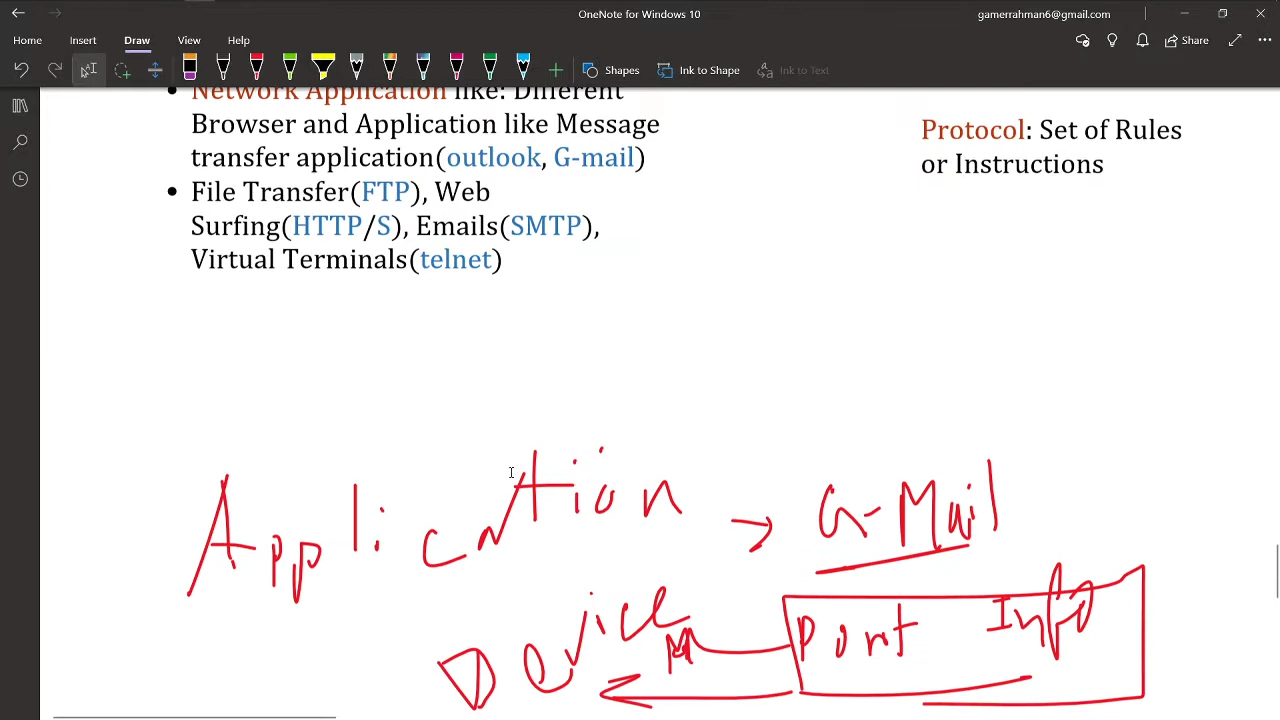 OneNote for Windows 10
gamerrahman6@gmail.com
Home Insert Draw View Help
Share
Shapes
Ink to Shape
Ink to Text
Network Application like: Different
Browser and Application like Message
transfer application(outlook, G-mail)
File Transfer(FTP), Web
Surfing(HTTP/S), Emails(SMTP),
Virtual Terminals(telnet)
Protocol: Set of Rules
or Instructions
Application → G-Mail
Device
Port Info